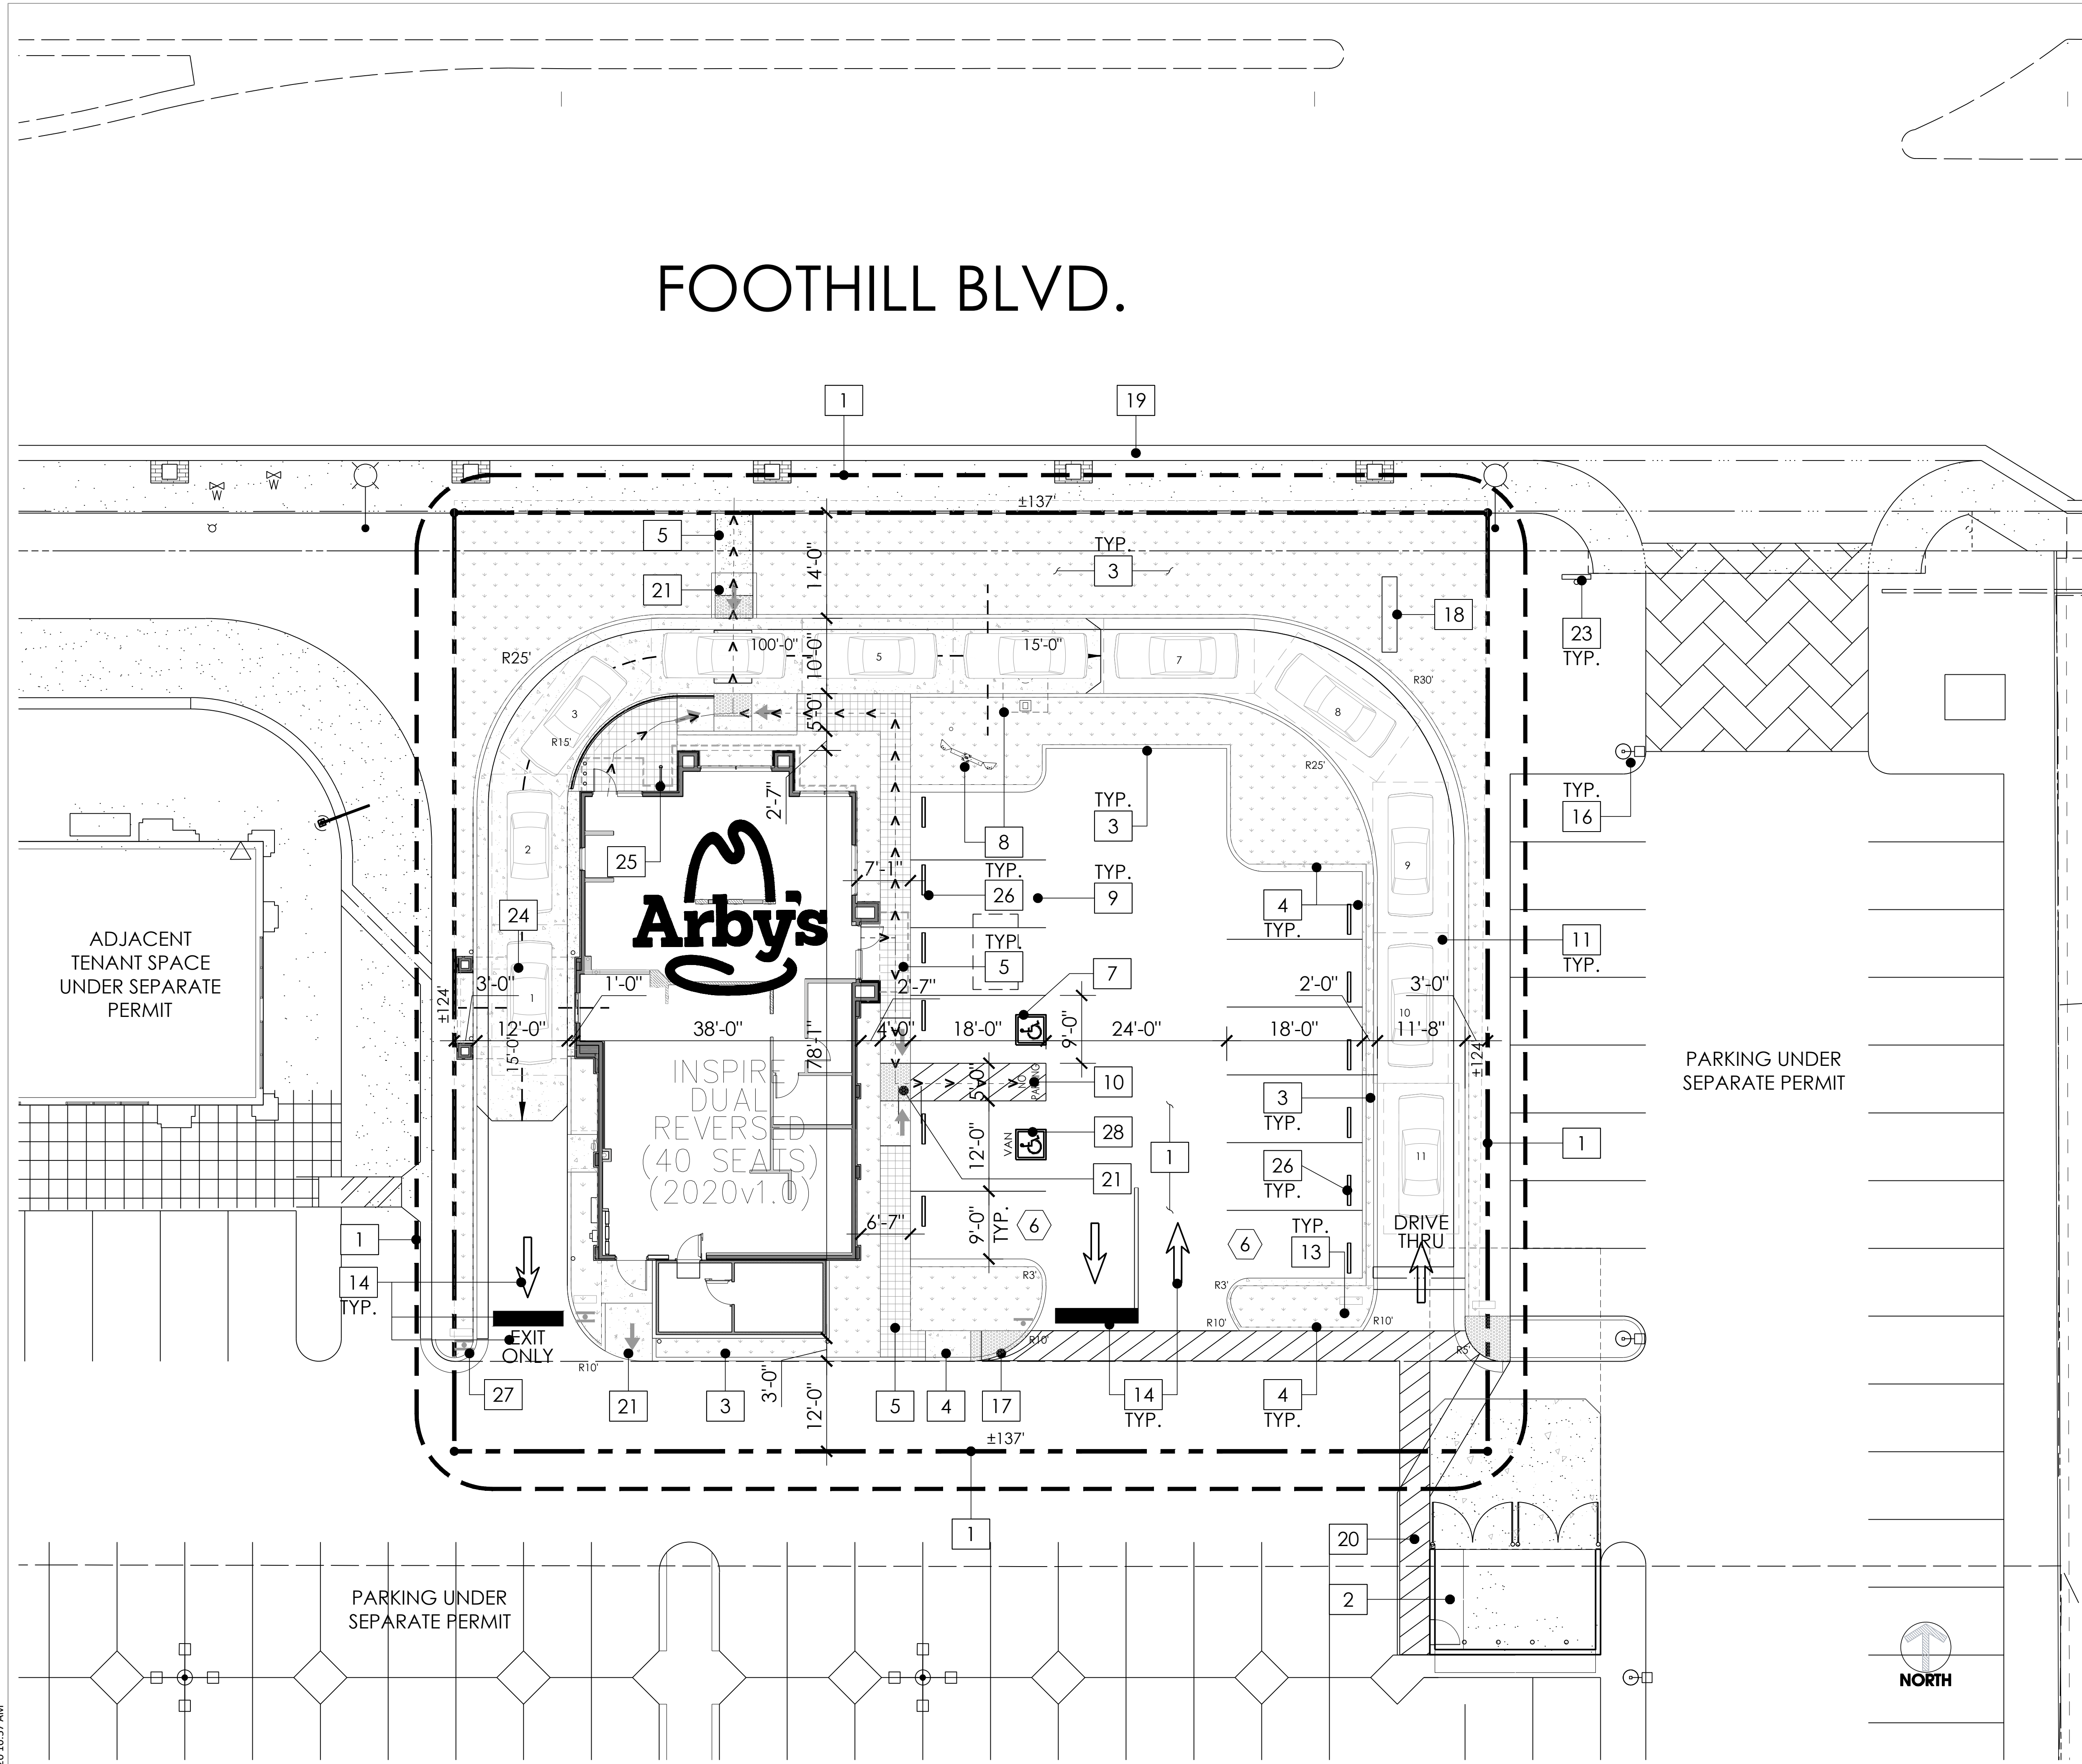 FOOTHILL BLVD.
1
19
±137'
5
14'-0"
TYP.
3
21
18
23
TYP.
R25'
100'-0"
10'-0"
5
15'-0"
7
R30'
3
8
R15'
5'-0"
R25'
2'-7"
TYP.
3
TYP.
16
8
25
2
9
7'-1"
TYP.
26
TYP.
9
4
TYP.
24
Arby's
ADJACENT
TENANT SPACE
UNDER SEPARATE
PERMIT
TYP.
5
7
11
TYP.
±124'
3'-0"
1
1'-0"
2'-7"
2'-0"
3'-0"
10
12'-0"
38'-0"
4'-0"
18'-0"
9'-0"
24'-0"
18'-0"
11'-8"
15'-0"
78'-1"
±124'
PARKING UNDER
SEPARATE PERMIT
INSPIRE
DUAL
REVERSED
(40 SEATS)
(2020v1.0)
5'-0"
NO
PARKING
10
3
TYP.
VAN
28
12'-0"
1
11
1
21
26
TYP.
6'-7"
9'-0"
TYP.
6
6
TYP.
13
DRIVE
THRU
1
14
TYP.
R3'
R3'
EXIT
ONLY
R10'
R10'
R10'
R10'
R5'
27
21
3
3'-0"
12'-0"
5
4
17
14
TYP.
4
TYP.
±137'
1
20
2
PARKING UNDER
SEPARATE PERMIT
NORTH
W
W